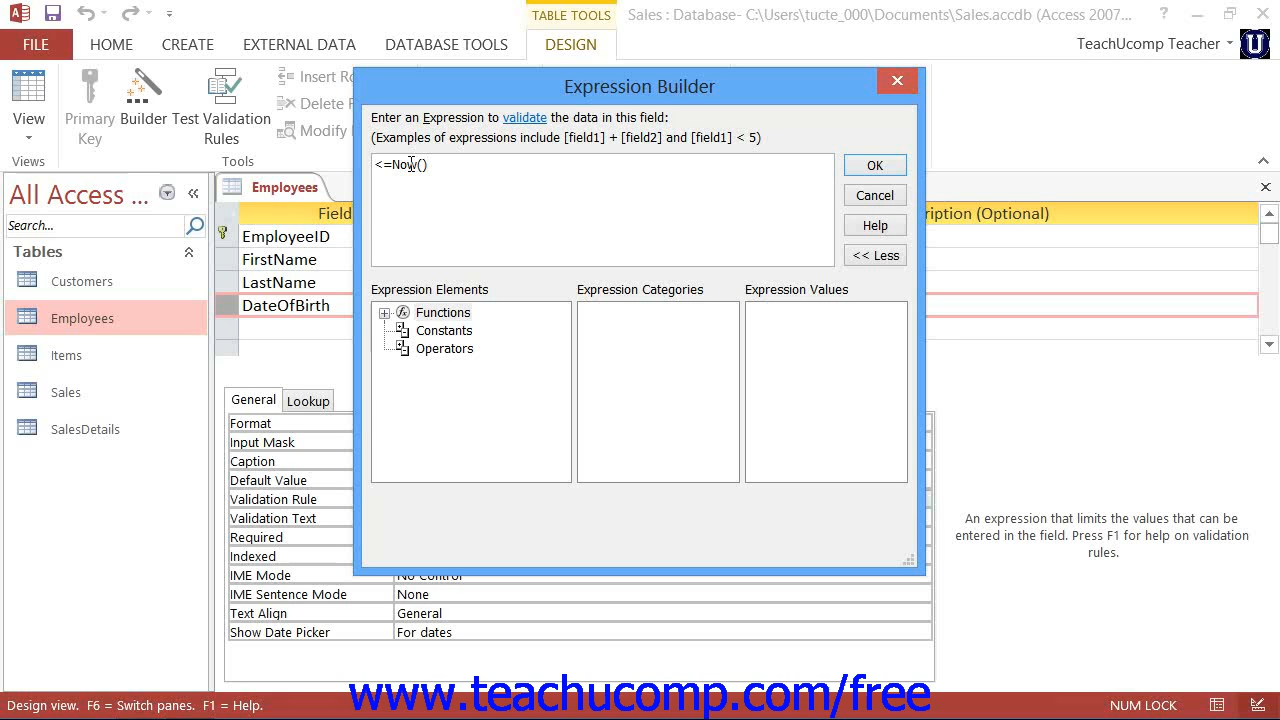 TABLE TOOLS
Sales : Database- C:\Users\tucte_000\Documents\Sales.accdb (Access 2007...
FILE
HOME
CREATE
EXTERNAL DATA
DATABASE TOOLS
DESIGN
TeachUcomp Teacher
U
View
Primary Key
Builder
Test Validation Rules
Insert Ro
Delete
Modify
Views
Tools
Expression Builder
Enter an Expression to validate the data in this field:
(Examples of expressions include [field1] + [field2] and [field1] < 5)
<=Now()
OK
Cancel
Help
<< Less
Expression Elements
Expression Categories
Expression Values
Functions
Constants
Operators
All Access ...
Search...
Tables
Customers
Employees
Items
Sales
SalesDetails
Employees
Field
ription (Optional)
EmployeeID
FirstName
LastName
DateOfBirth
General
Lookup
Format
Input Mask
Caption
Default Value
Validation Rule
Validation Text
Required
Indexed
IME Mode No Control
IME Sentence Mode None
Text Align General
Show Date Picker For dates
An expression that limits the values that can be
entered in the field. Press F1 for help on validation
rules.
www.teachucomp.com/free
Design view. F6 = Switch panes. F1 = Help.
NUM LOCK